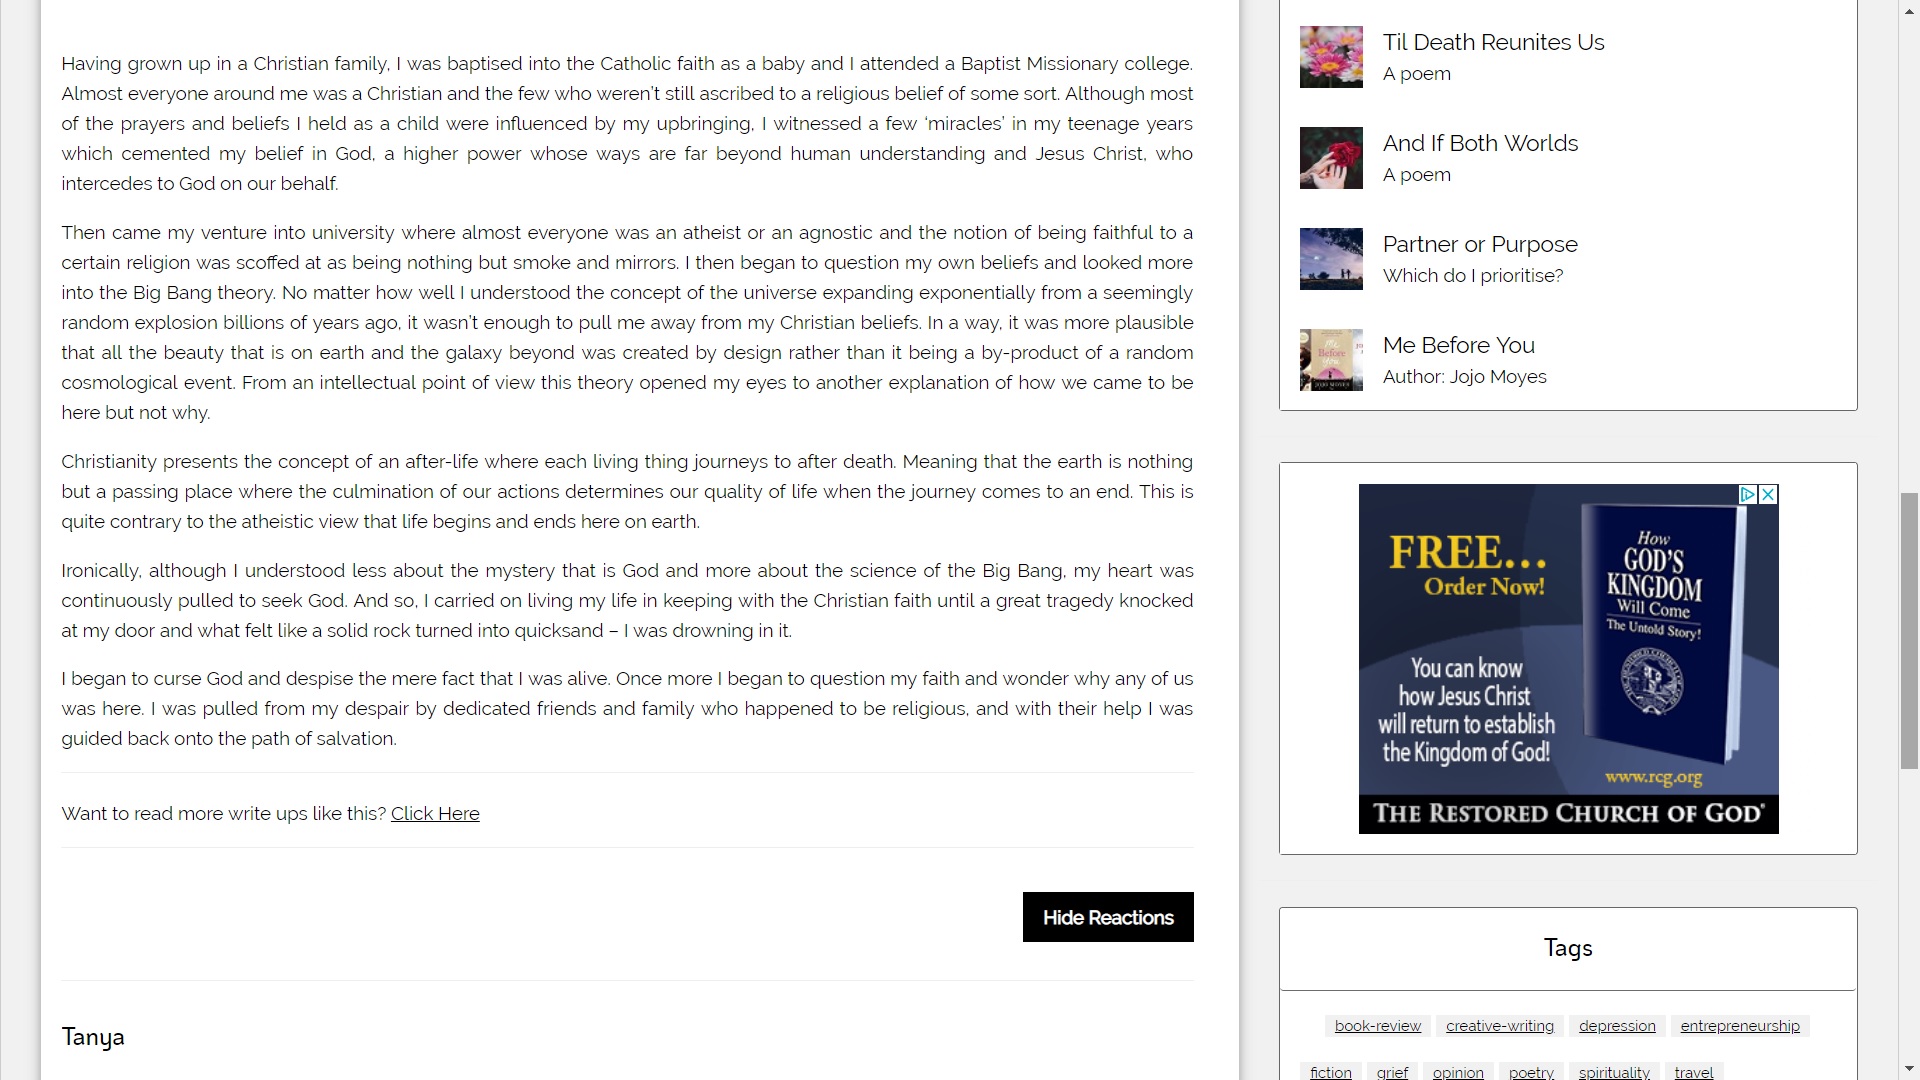 Having grown up in a Christian family, I was baptised into the Catholic faith as a baby and I attended a Baptist Missionary college.
Almost everyone around me was a Christian and the few who weren’t still ascribed to a religious belief of some sort. Although most
of the prayers and beliefs I held as a child were influenced by my upbringing, I witnessed a few ‘miracles’ in my teenage years
which cemented my belief in God, a higher power whose ways are far beyond human understanding and Jesus Christ, who
intercedes to God on our behalf.
Then came my venture into university where almost everyone was an atheist or an agnostic and the notion of being faithful to a
certain religion was scoffed at as being nothing but smoke and mirrors. I then began to question my own beliefs and looked more
into the Big Bang theory. No matter how well I understood the concept of the universe expanding exponentially from a seemingly
random explosion billions of years ago, it wasn’t enough to pull me away from my Christian beliefs. In a way, it was more plausible
that all the beauty that is on earth and the galaxy beyond was created by design rather than it being a by-product of a random
cosmological event. From an intellectual point of view this theory opened my eyes to another explanation of how we came to be
here but not why.
Christianity presents the concept of an after-life where each living thing journeys to after death. Meaning that the earth is nothing
but a passing place where the culmination of our actions determines our quality of life when the journey comes to an end. This is
quite contrary to the atheistic view that life begins and ends here on earth.
Ironically, although I understood less about the mystery that is God and more about the science of the Big Bang, my heart was
continuously pulled to seek God. And so, I carried on living my life in keeping with the Christian faith until a great tragedy knocked
at my door and what felt like a solid rock turned into quicksand – I was drowning in it.
I began to curse God and despise the mere fact that I was alive. Once more I began to question my faith and wonder why any of us
was here. I was pulled from my despair by dedicated friends and family who happened to be religious, and with their help I was
guided back onto the path of salvation.
Want to read more write ups like this? Click Here
Hide Reactions
Tanya
Til Death Reunites Us
A poem
And If Both Worlds
A poem
Partner or Purpose
Which do I prioritise?
Me Before You
Author: Jojo Moyes
Me
Before
You
JOJO MOYES
FREE...
Order Now!
How
GOD'S
KINGDOM
Will Come
The Untold Story!
You can know
how Jesus Christ
will return to establish
the Kingdom of God!
www.rcg.org
THE RESTORED CHURCH OF GOD®
Tags
book-review creative-writing depression entrepreneurship
fiction grief opinion poetry spirituality travel